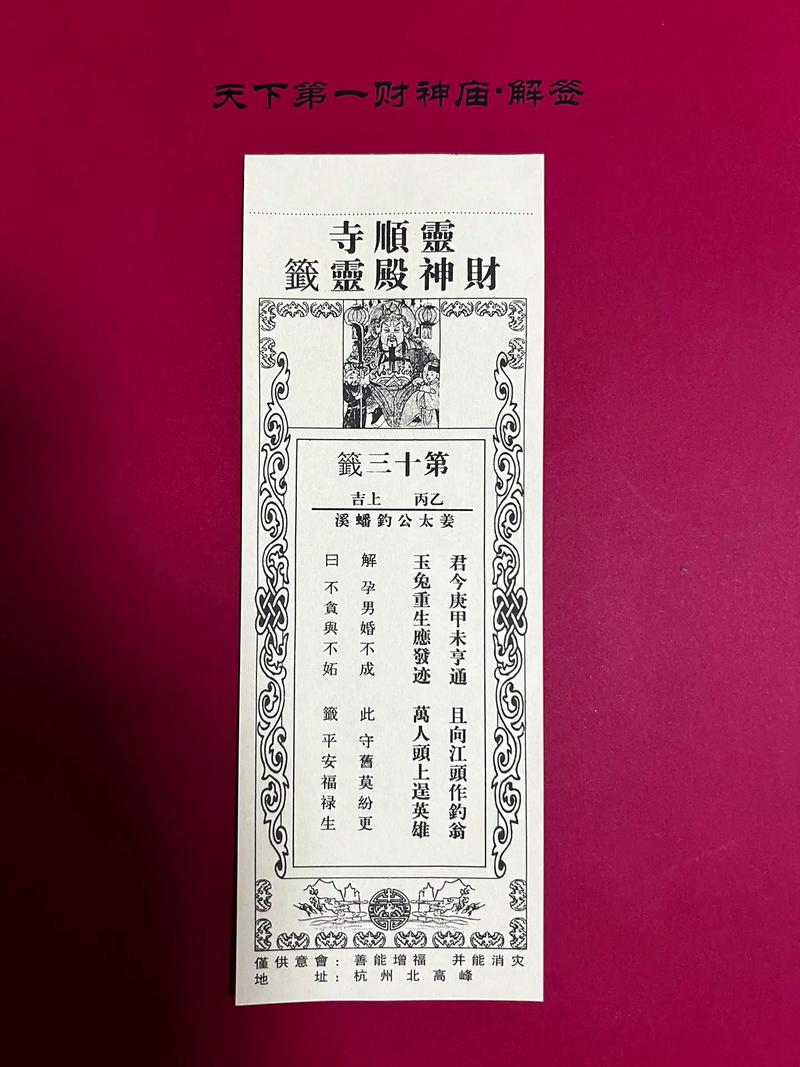 天下第一财神庙·解签
靈順寺
財神殿靈籤
第十三籤
乙丙 上吉
姜太公釣蟠溪
君今庚甲未亨通 且向江頭作釣翁
玉兔重生應發迹 萬人頭上逞英雄
解 孕男婚不成 此 守舊莫紛更
曰 不貪與不妬 籤 平安福禄生
僅供意會：善能增福 并能消灾
地 址：杭州北高峰